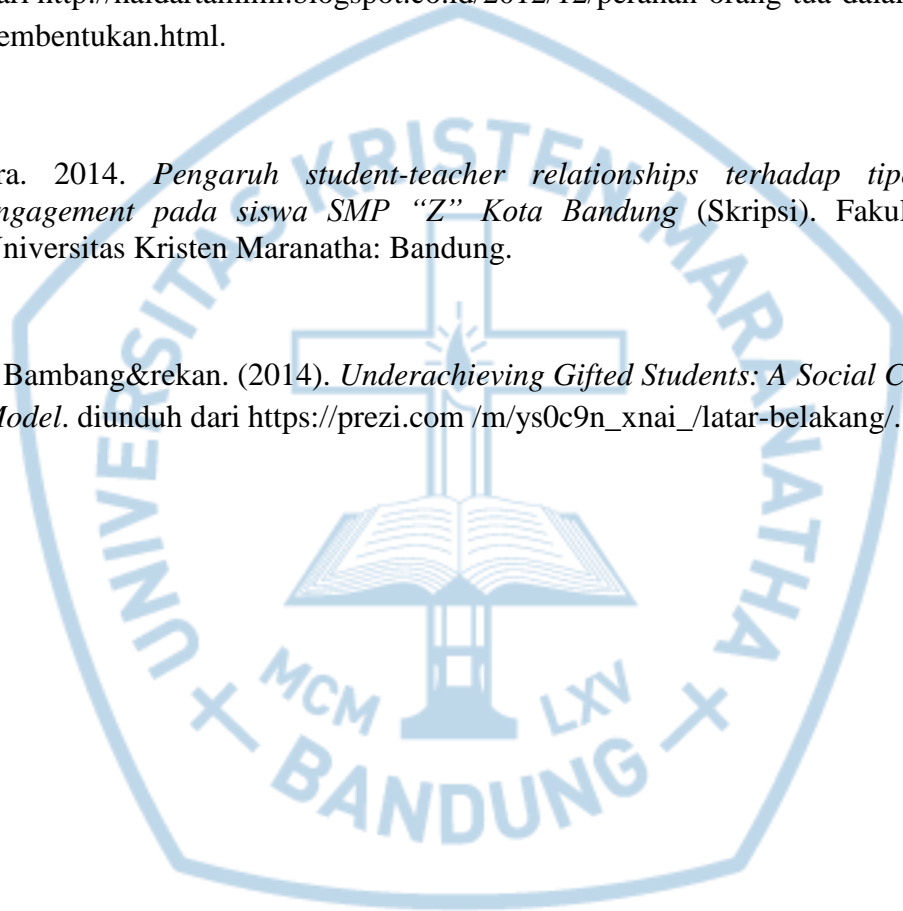 embentukan.html.
ra. 2014. Pengaruh student-teacher relationships terhadap tipe
ngagement pada siswa SMP “Z” Kota Bandung (Skripsi). Fakul
niversitas Kristen Maranatha: Bandung.
Bambang&rekan. (2014). Underachieving Gifted Students: A Social C
Model. diunduh dari https://prezi.com /m/ys0c9n_xnai_/latar-belakang/.
UNIVERSITAS KRISTEN MARANATHA
MCM LXV
BANDUNG